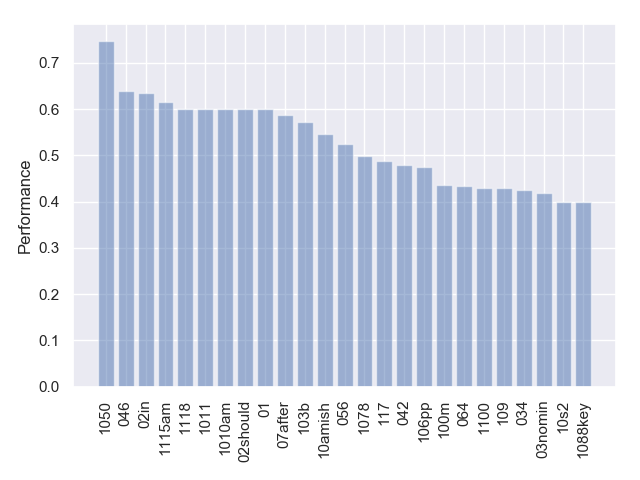 Performance
0.7
0.6
0.5
0.4
0.3
0.2
0.1
0.0
1050
046
02in
1115am
1118
1011
1010am
02should
01
07after
103b
10amish
056
1078
117
042
106pp
100m
064
1100
109
034
03nomin
10s2
1088key